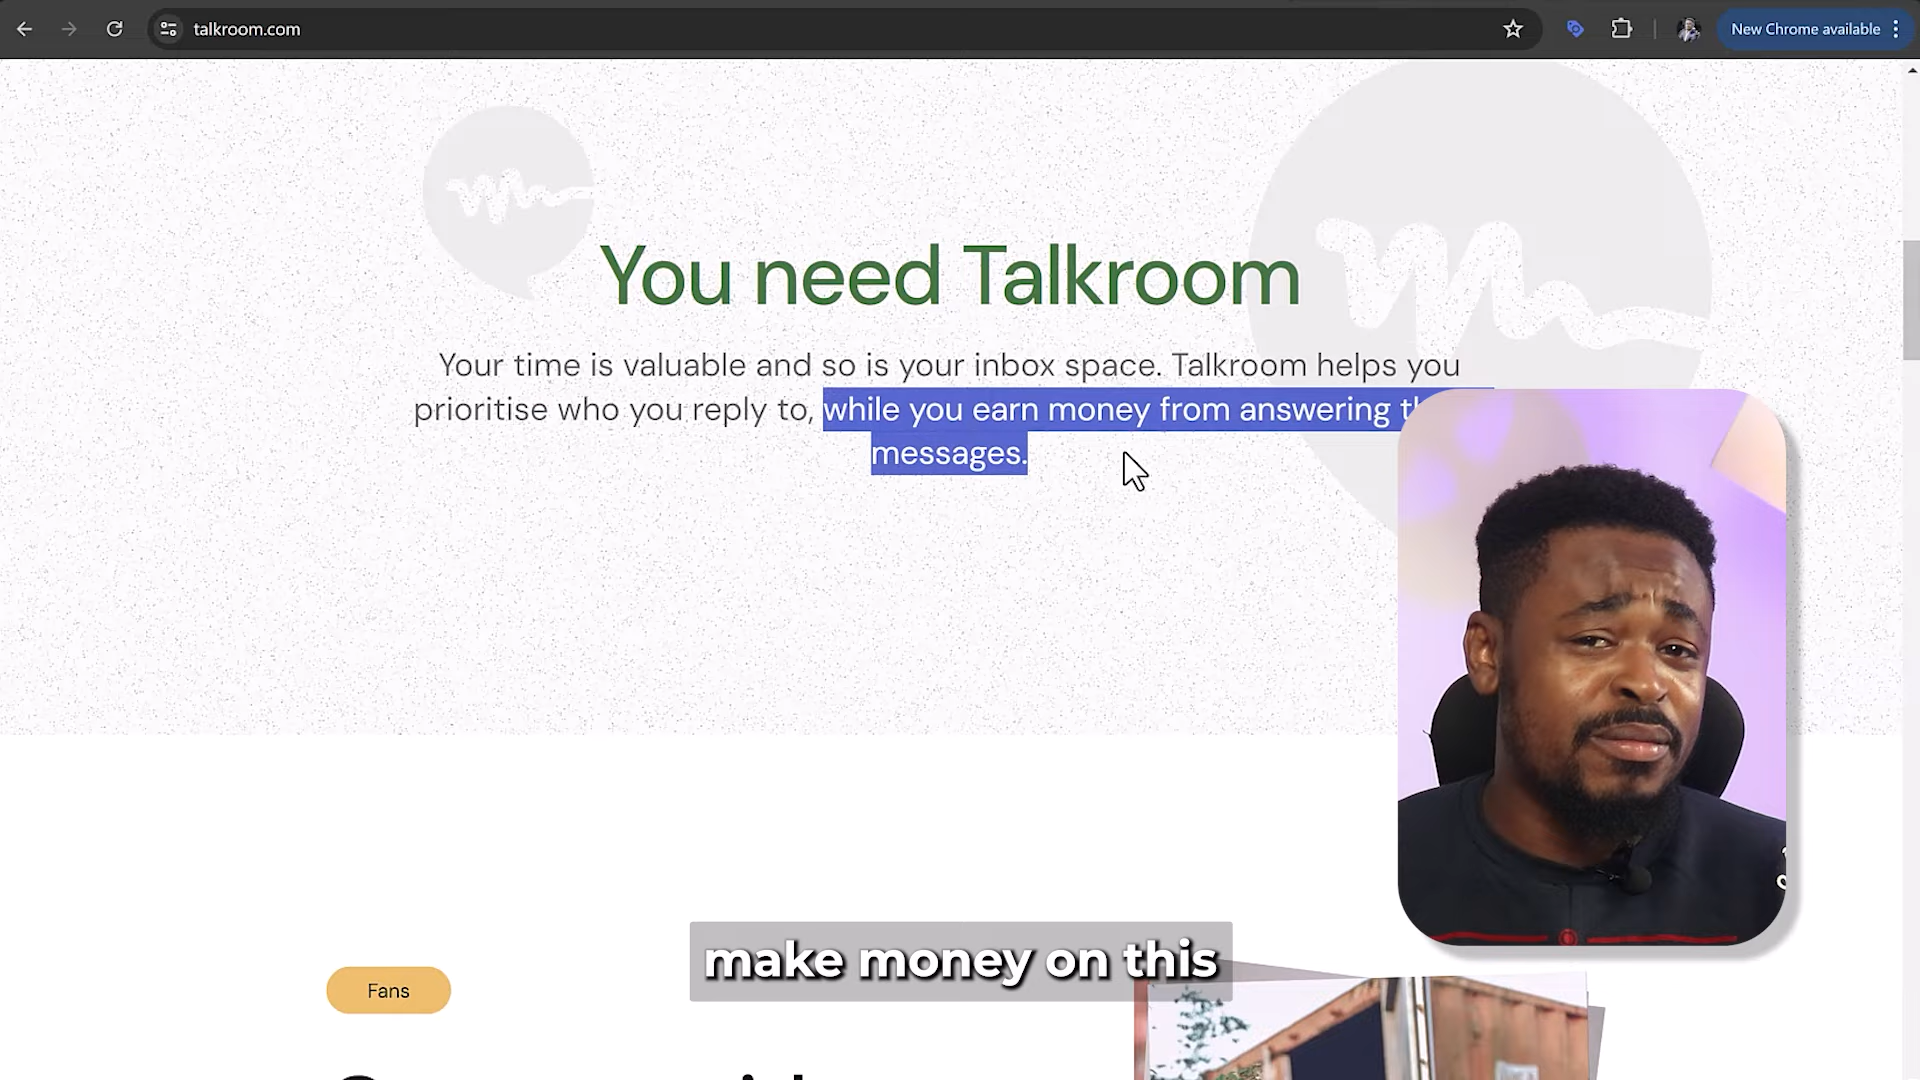 talkroom.com
New Chrome available
You need Talkroom
Your time is valuable and so is your inbox space. Talkroom helps you
prioritise who you reply to, while you earn money from answering
messages.
make money on this
Fans